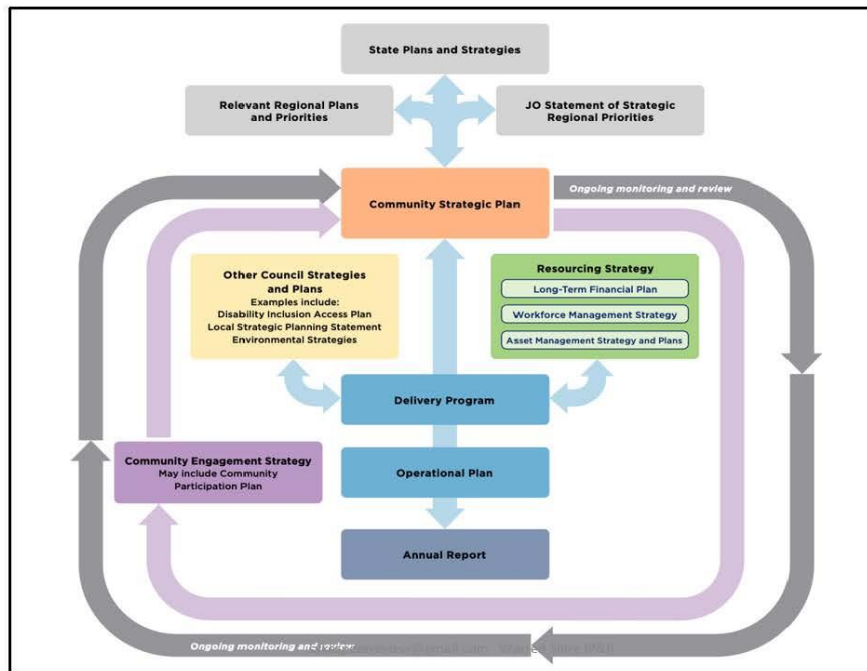 State Plans and Strategies
Relevant Regional Plans
and Priorities
JO Statement of Strategic
Regional Priorities
Community Strategic Plan
Ongoing monitoring and review
Other Council Strategies
and Plans
Examples include:
Disability Inclusion Access Plan
Local Strategic Planning Statement
Environmental Strategies
Resourcing Strategy
Long-Term Financial Plan
Workforce Management Strategy
Asset Management Strategy and Plans
Delivery Program
Community Engagement Strategy
May include Community
Participation Plan
Operational Plan
Annual Report
Ongoing monitoring and review